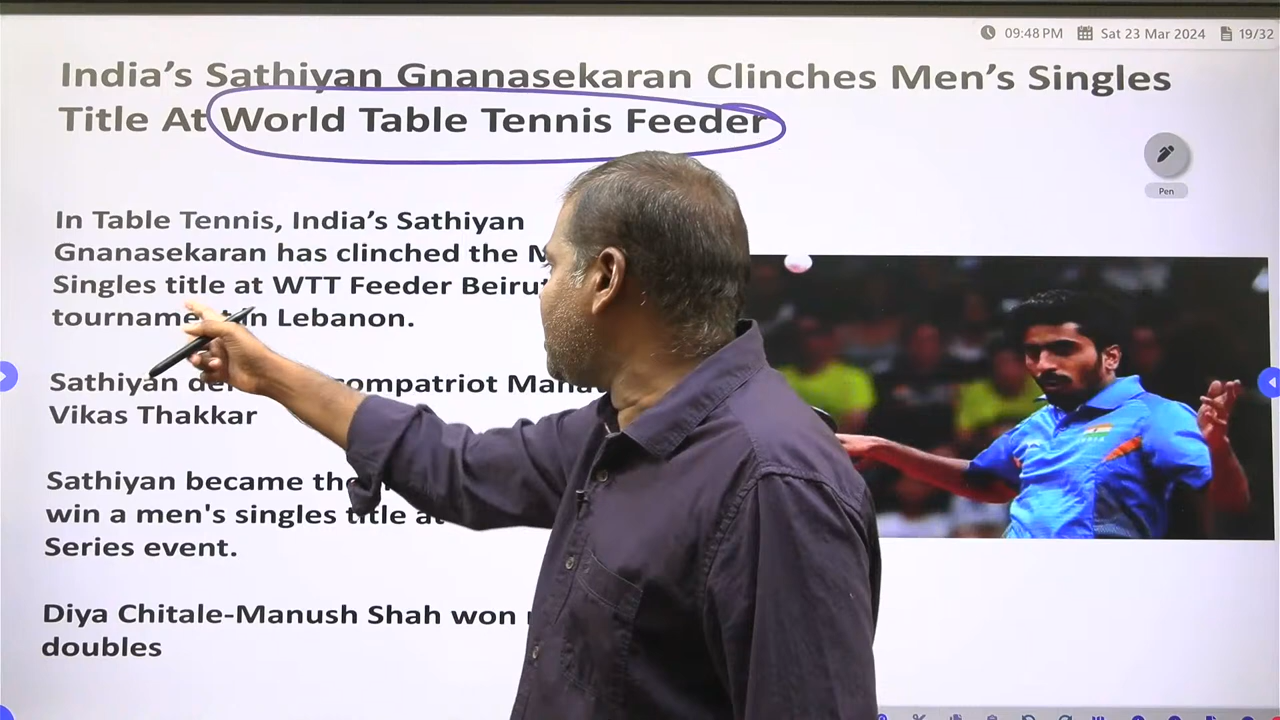 09:48 PM Sat 23 Mar 2024 19/32
India’s Sathiyan Gnanasekaran Clinches Men’s Singles
Title At World Table Tennis Feeder
Pen
In Table Tennis, India’s Sathiyan
Gnanasekaran has clinched the
Singles title at WTT Feeder Beirut
in Lebanon.
Sathiyan compatriot
Vikas Thakkar
Sathiyan became the
win a men's singles title at
Series event.
Diya Chitale-Manush Shah won
doubles
INDIA